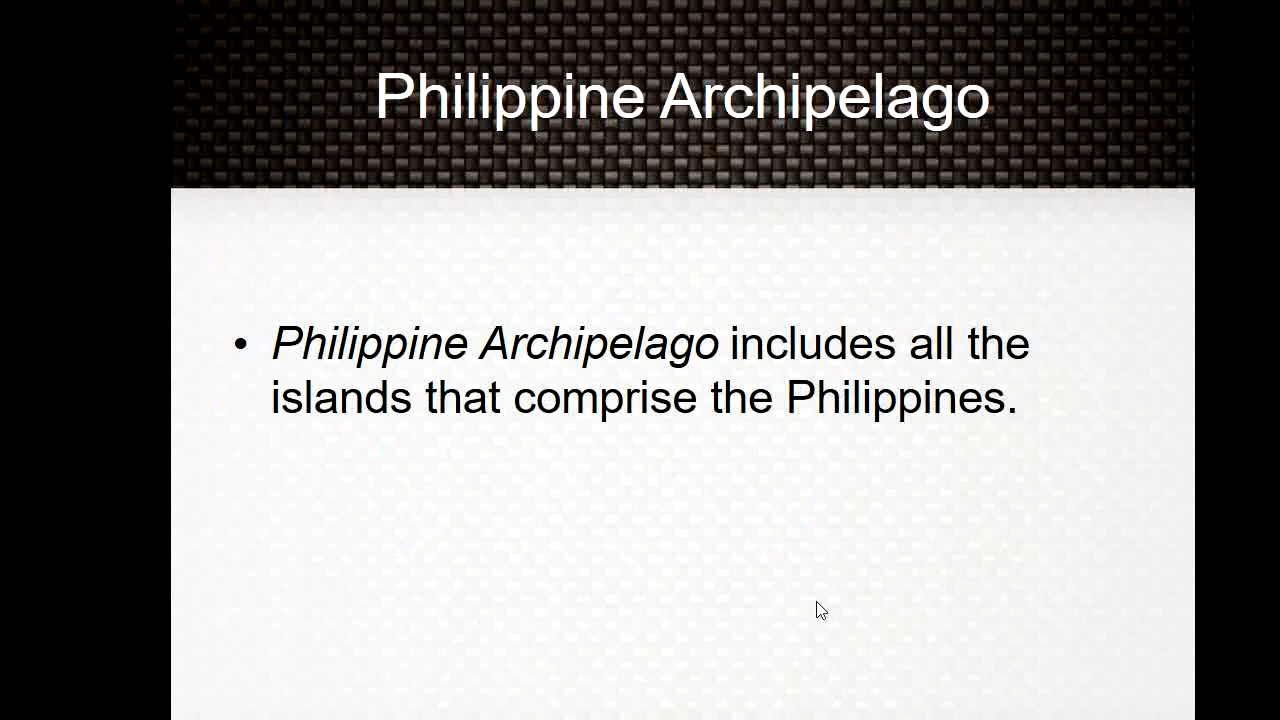 Philippine Archipelago
• Philippine Archipelago includes all the
islands that comprise the Philippines.